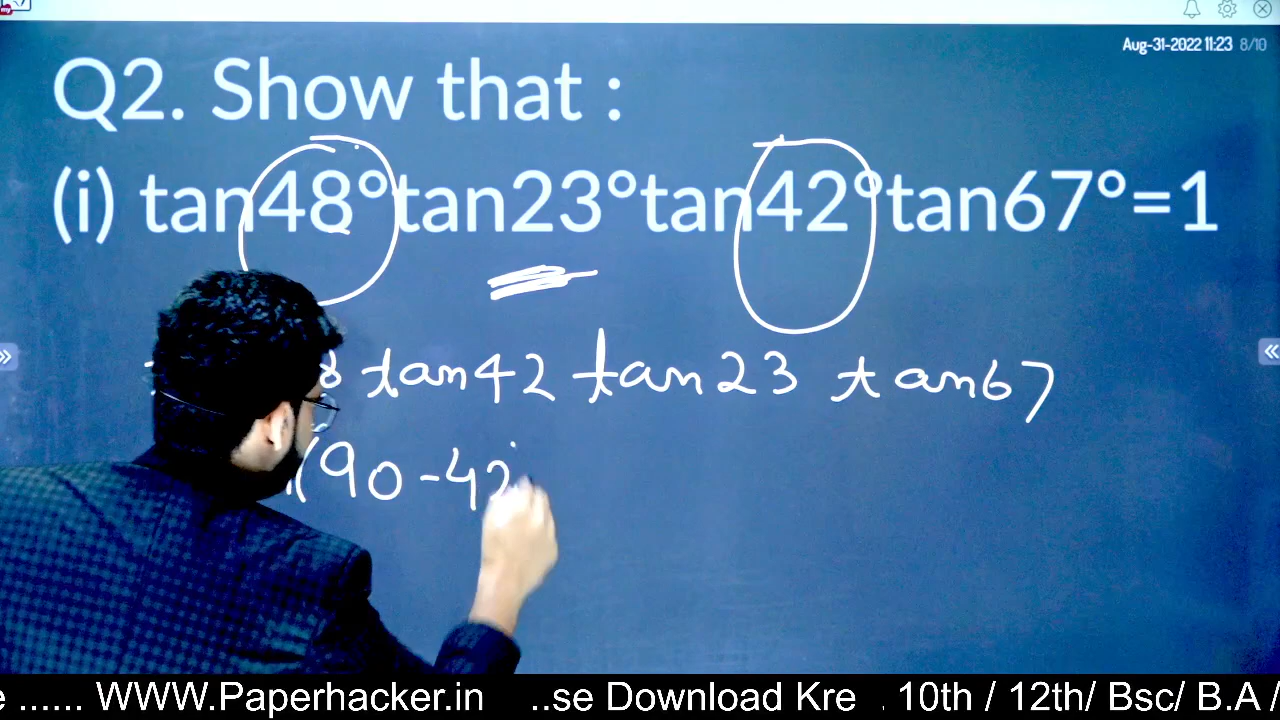 Aug-31-2022 11:23 8/10
Q2. Show that :
(i) tan48°tan23°tan42°tan67°=1
8 tan42 tan23 tan67
(90-42
e ...... WWW.Paperhacker.in ..se Download Kre . 10th / 12th/ Bsc/ B.A /